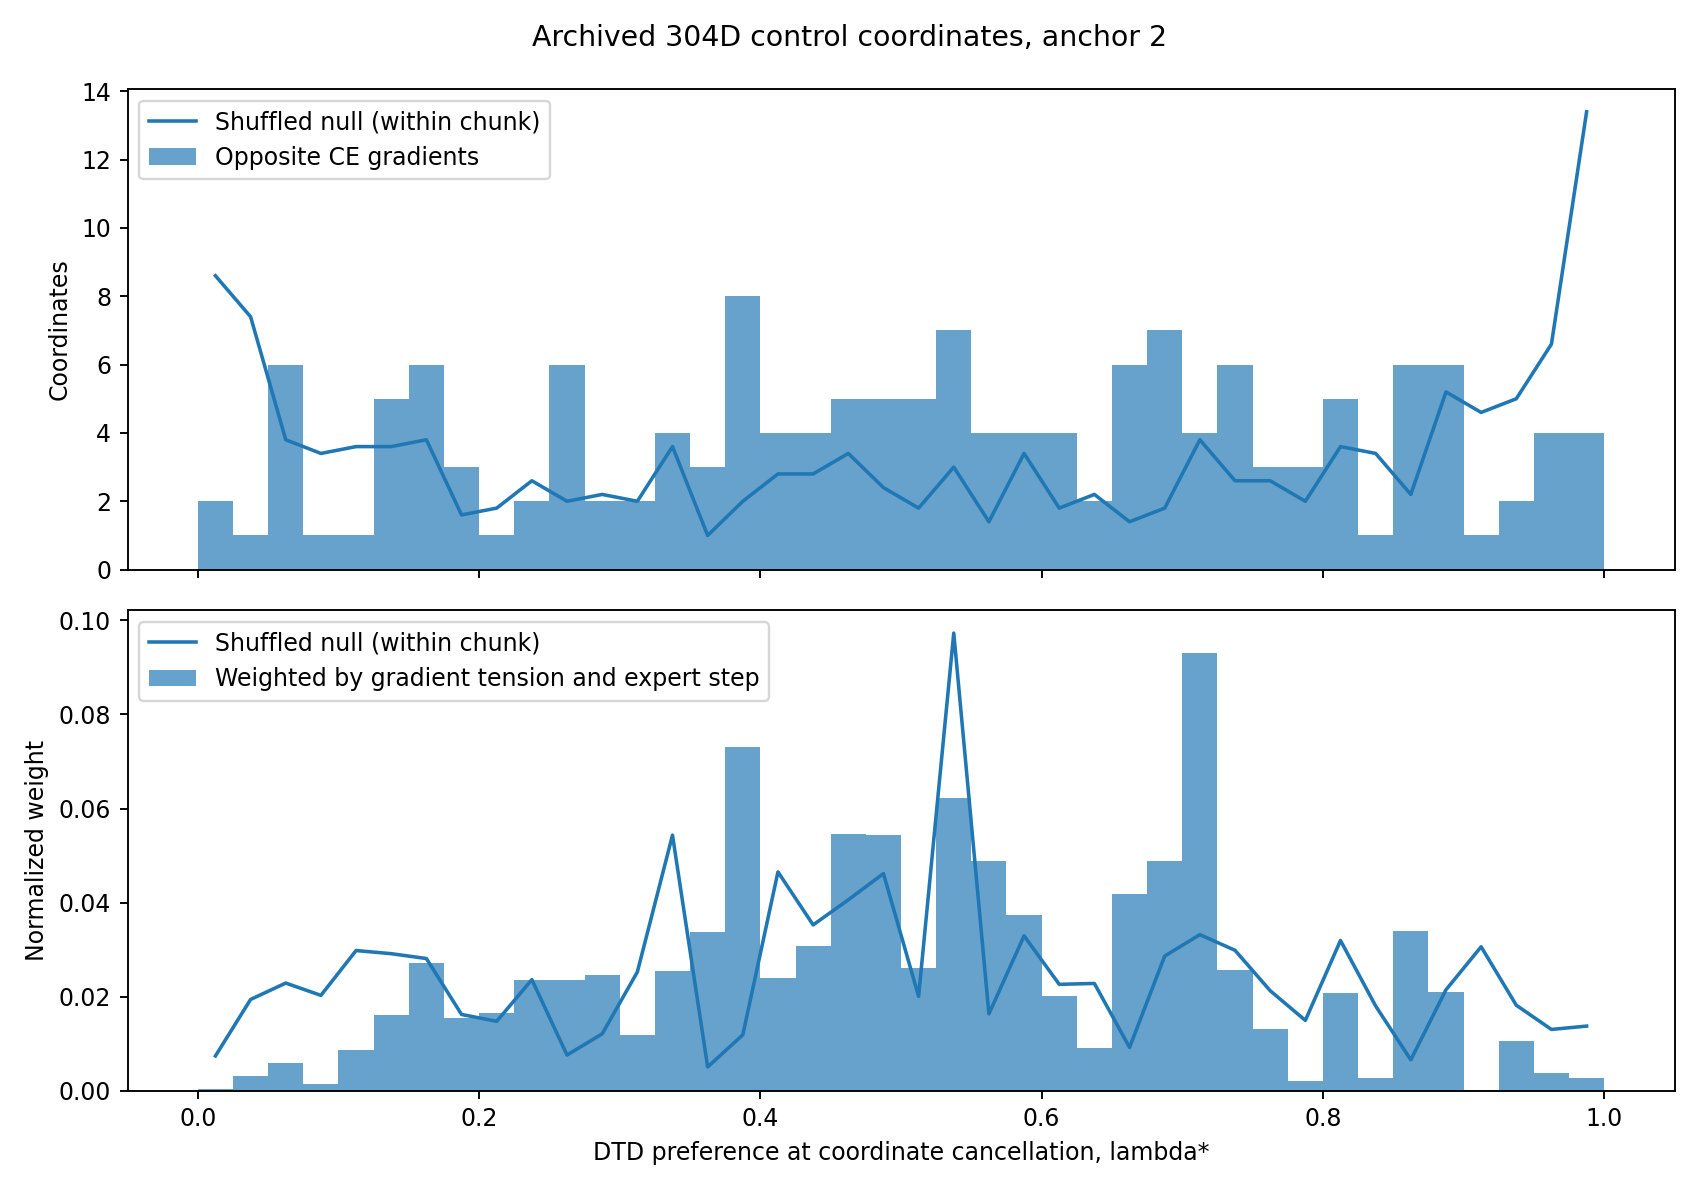 Archived 304D control coordinates, anchor 2
14
12
10
8
6
4
2
0
Coordinates
Shuffled null (within chunk)
Opposite CE gradients
0.10
0.08
0.06
0.04
0.02
0.00
Normalized weight
Shuffled null (within chunk)
Weighted by gradient tension and expert step
0.0 0.2 0.4 0.6 0.8 1.0
DTD preference at coordinate cancellation, lambda*